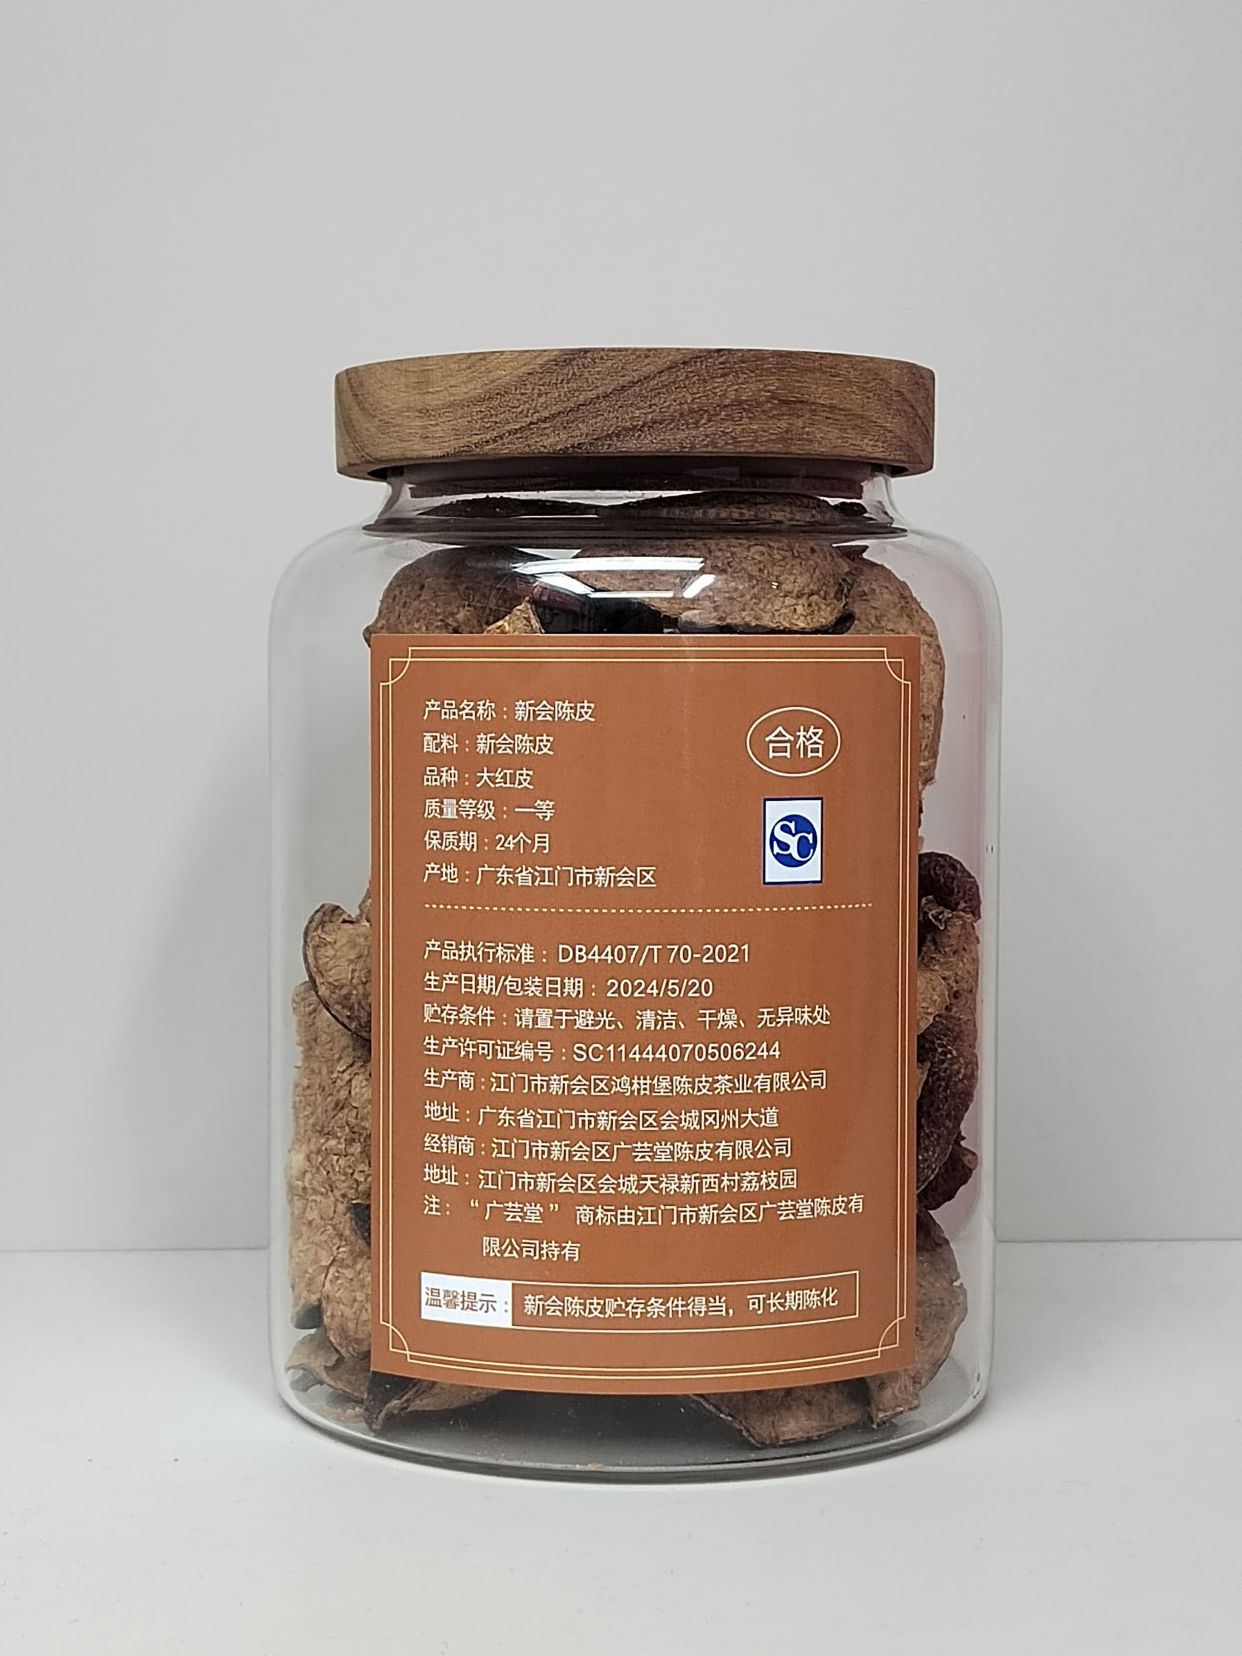 产品名称：新会陈皮
配料：新会陈皮
品种：大红皮
质量等级：一等
保质期：24个月
产地：广东省江门市新会区
合格
SC
产品执行标准：DB4407/T 70-2021
生产日期/包装日期：2024/5/20
贮存条件：请置于避光、清洁、干燥、无异味处
生产许可证编号：SC11444070506244
生产商：江门市新会区鸿柑堡陈皮茶业有限公司
地址：广东省江门市新会区会城冈州大道
经销商：江门市新会区广芸堂陈皮有限公司
地址：江门市新会区会城天禄新西村荔枝园
注：“广芸堂” 商标由江门市新会区广芸堂陈皮有
限公司持有
温馨提示：新会陈皮贮存条件得当，可长期陈化